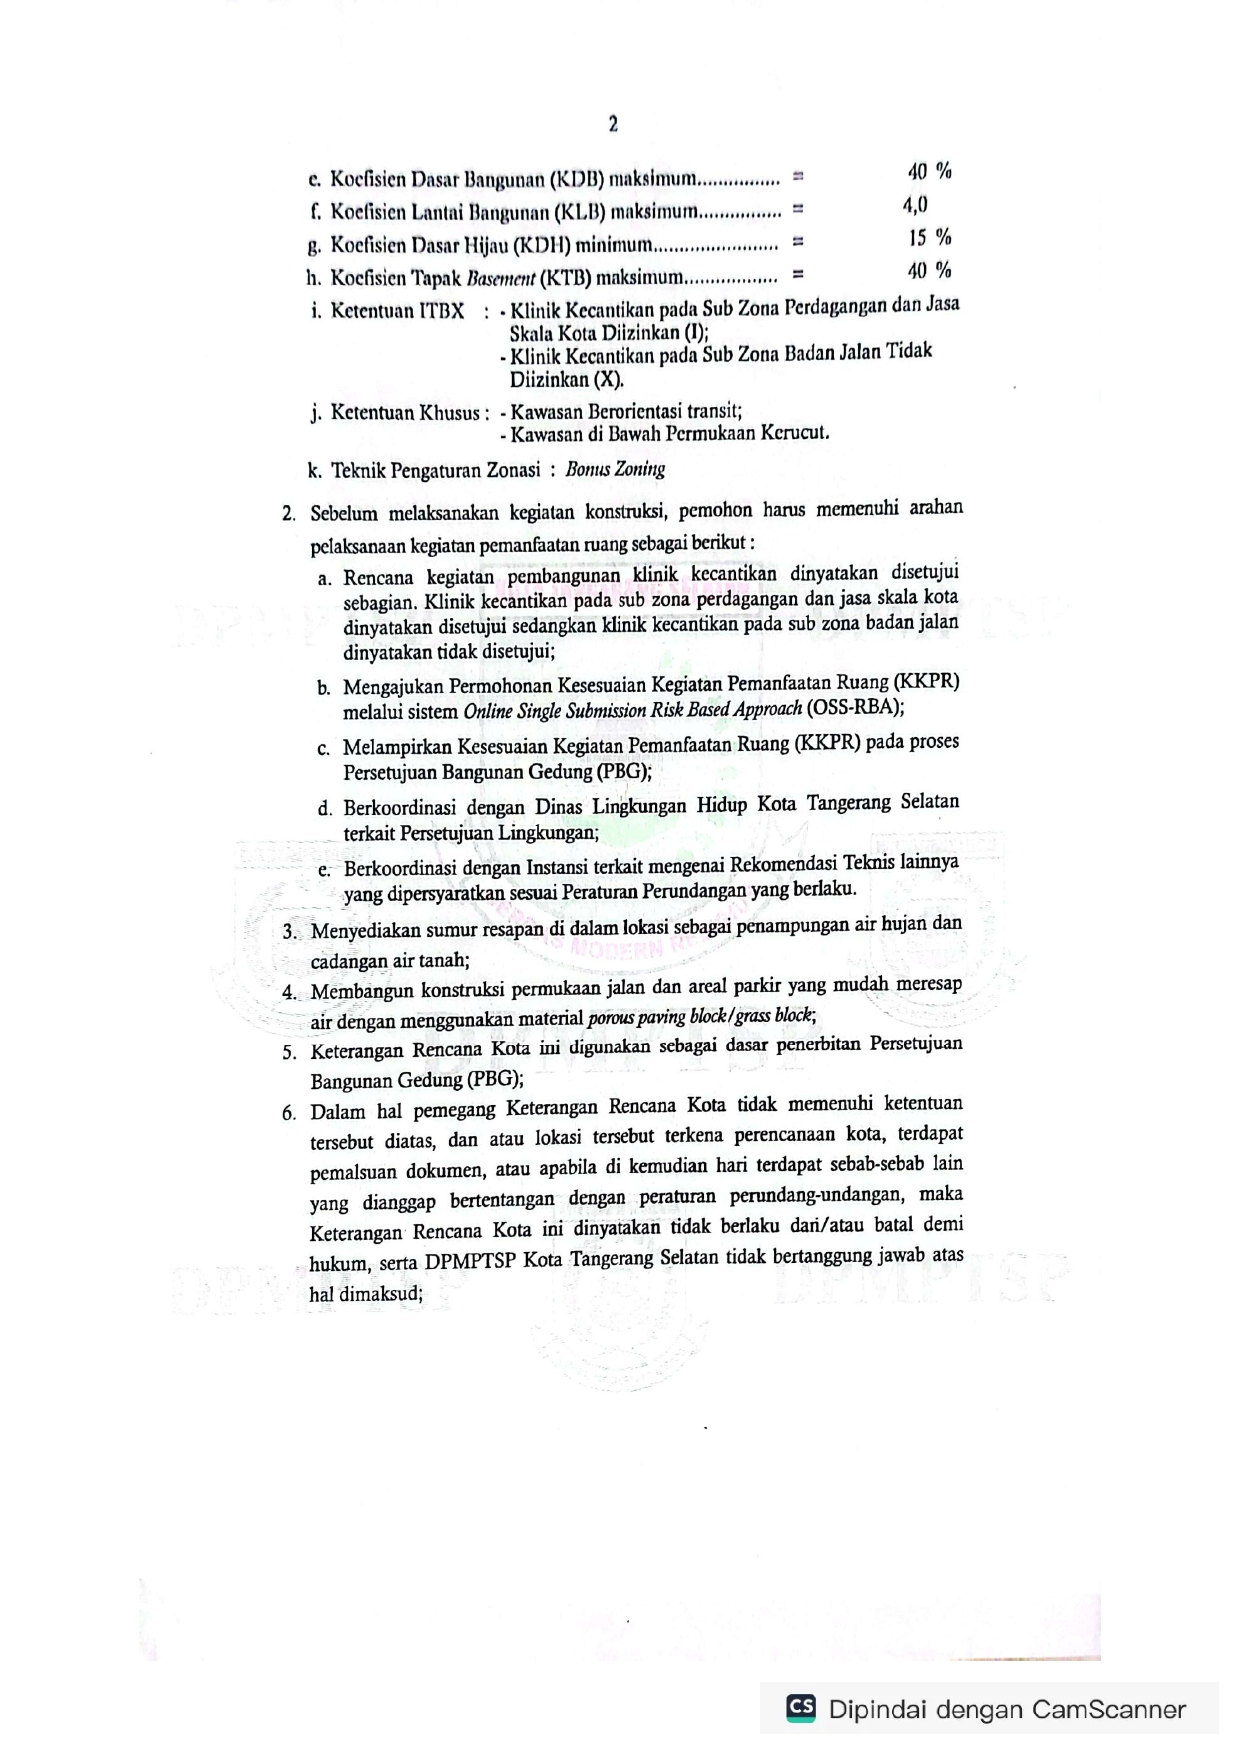 2
e. Koefisien Dasar Bangunan (KDB) maksimum............... = 40 %
f. Koefisien Lantai Bangunan (KLB) maksimum............... = 4,0
g. Koefisien Dasar Hijau (KDH) minimum....................... = 15 %
h. Koefisien Tapak Basement (KTB) maksimum................. = 40 %
i. Ketentuan ITBX : - Klinik Kecantikan pada Sub Zona Perdagangan dan Jasa
Skala Kota Diizinkan (I);
- Klinik Kecantikan pada Sub Zona Badan Jalan Tidak
Diizinkan (X).
j. Ketentuan Khusus : - Kawasan Berorientasi transit;
- Kawasan di Bawah Permukaan Kerucut.
k. Teknik Pengaturan Zonasi : Bonus Zoning
2. Sebelum melaksanakan kegiatan konstruksi, pemohon harus memenuhi arahan
pelaksanaan kegiatan pemanfaatan ruang sebagai berikut :
a. Rencana kegiatan pembangunan klinik kecantikan dinyatakan disetujui
sebagian. Klinik kecantikan pada sub zona perdagangan dan jasa skala kota
dinyatakan disetujui sedangkan klinik kecantikan pada sub zona badan jalan
dinyatakan tidak disetujui;
b. Mengajukan Permohonan Kesesuaian Kegiatan Pemanfaatan Ruang (KKPR)
melalui sistem Online Single Submission Risk Based Approach (OSS-RBA);
c. Melampirkan Kesesuaian Kegiatan Pemanfaatan Ruang (KKPR) pada proses
Persetujuan Bangunan Gedung (PBG);
d. Berkoordinasi dengan Dinas Lingkungan Hidup Kota Tangerang Selatan
terkait Persetujuan Lingkungan;
e. Berkoordinasi dengan Instansi terkait mengenai Rekomendasi Teknis lainnya
yang dipersyaratkan sesuai Peraturan Perundangan yang berlaku.
3. Menyediakan sumur resapan di dalam lokasi sebagai penampungan air hujan dan
cadangan air tanah;
4. Membangun konstruksi permukaan jalan dan areal parkir yang mudah meresap
air dengan menggunakan material porous paving block/grass block;
5. Keterangan Rencana Kota ini digunakan sebagai dasar penerbitan Persetujuan
Bangunan Gedung (PBG);
6. Dalam hal pemegang Keterangan Rencana Kota tidak memenuhi ketentuan
tersebut diatas, dan atau lokasi tersebut terkena perencanaan kota, terdapat
pemalsuan dokumen, atau apabila di kemudian hari terdapat sebab-sebab lain
yang dianggap bertentangan dengan peraturan perundang-undangan, maka
Keterangan Rencana Kota ini dinyatakan tidak berlaku dan/atau batal demi
hukum, serta DPMPTSP Kota Tangerang Selatan tidak bertanggung jawab atas
hal dimaksud;
DPMPTSP
DPMPTSP
DPMPTSP
CS Dipindai dengan CamScanner